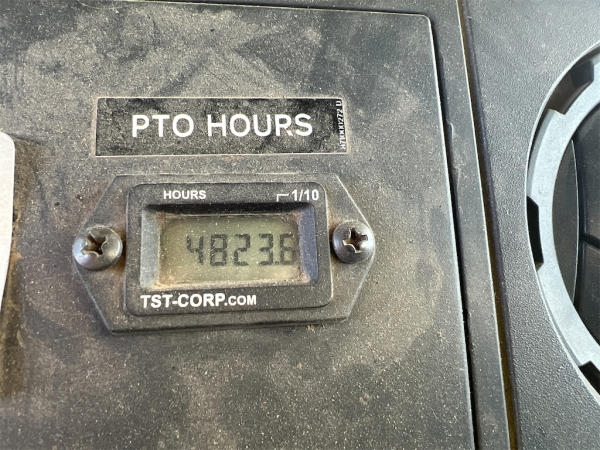 PTO HOURS
HOURS 1/10
4823.6
TST-CORP.COM